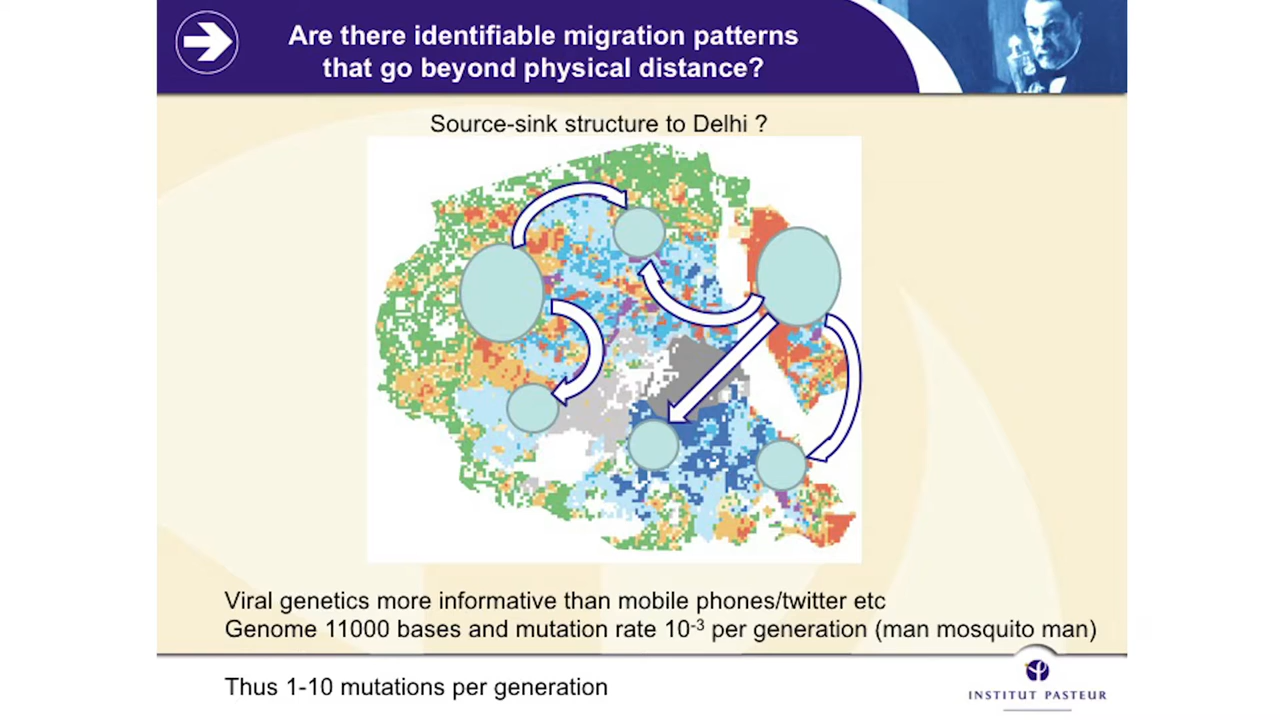 Are there identifiable migration patterns
that go beyond physical distance?
Source-sink structure to Delhi ?
Viral genetics more informative than mobile phones/twitter etc
Genome 11000 bases and mutation rate 10⁻³ per generation (man mosquito man)
Thus 1-10 mutations per generation
INSTITUT PASTEUR